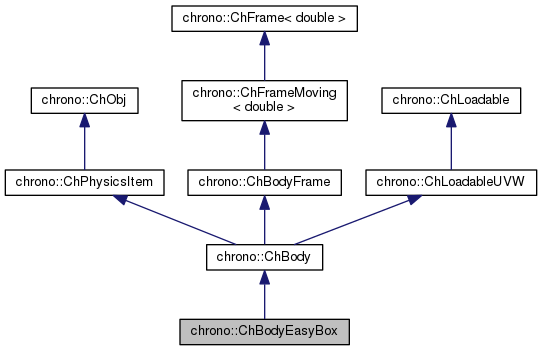 chrono::ChFrame< double >
chrono::ChFrameMoving
< double >
chrono::ChObj
chrono::ChLoadable
chrono::ChPhysicsItem
chrono::ChBodyFrame
chrono::ChLoadableUVW
chrono::ChBody
chrono::ChBodyEasyBox